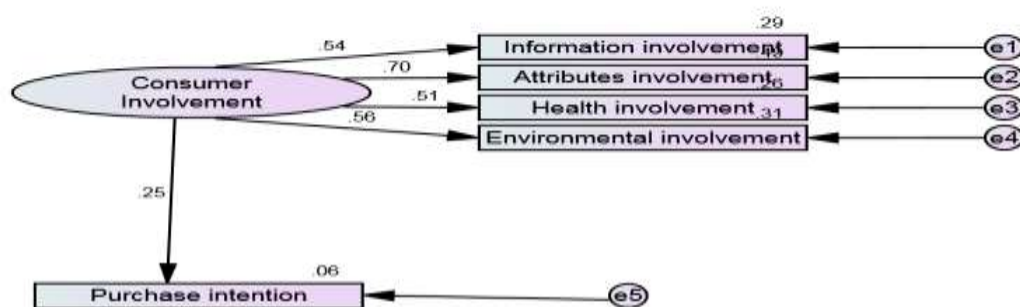 .29
.54
Information involvement
e1
.49
.70
Attributes involvement
e2
Consumer
Involvement
.26
.51
Health involvement
e3
.31
.56
Environmental involvement
e4
.25
.06
Purchase intention
e5